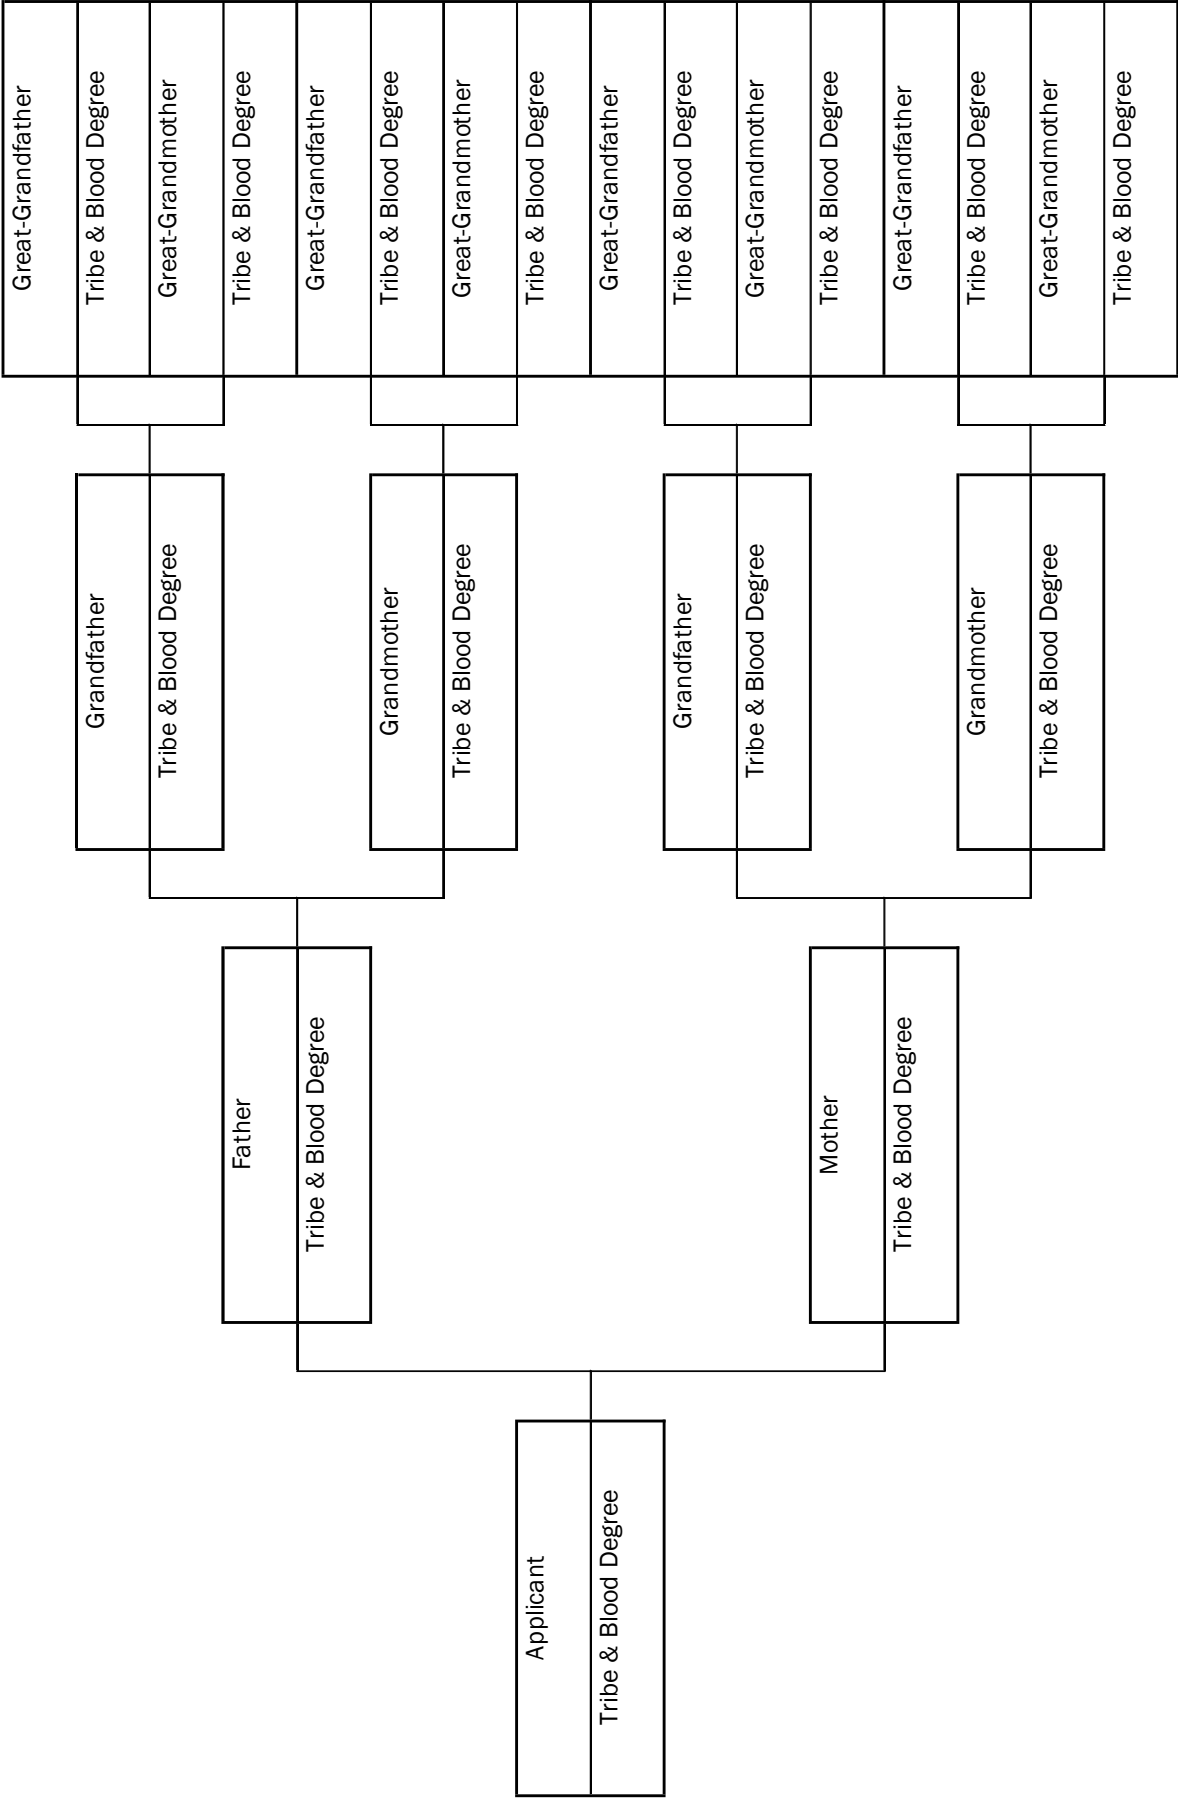 Great-Grandfather
Tribe & Blood Degree
Great-Grandmother
Tribe & Blood Degree
Great-Grandfather
Tribe & Blood Degree
Great-Grandmother
Tribe & Blood Degree
Great-Grandfather
Tribe & Blood Degree
Great-Grandmother
Tribe & Blood Degree
Great-Grandfather
Tribe & Blood Degree
Great-Grandmother
Tribe & Blood Degree
Grandfather
Tribe & Blood Degree
Grandmother
Tribe & Blood Degree
Grandfather
Tribe & Blood Degree
Grandmother
Tribe & Blood Degree
Father
Tribe & Blood Degree
Mother
Tribe & Blood Degree
Applicant
Tribe & Blood Degree